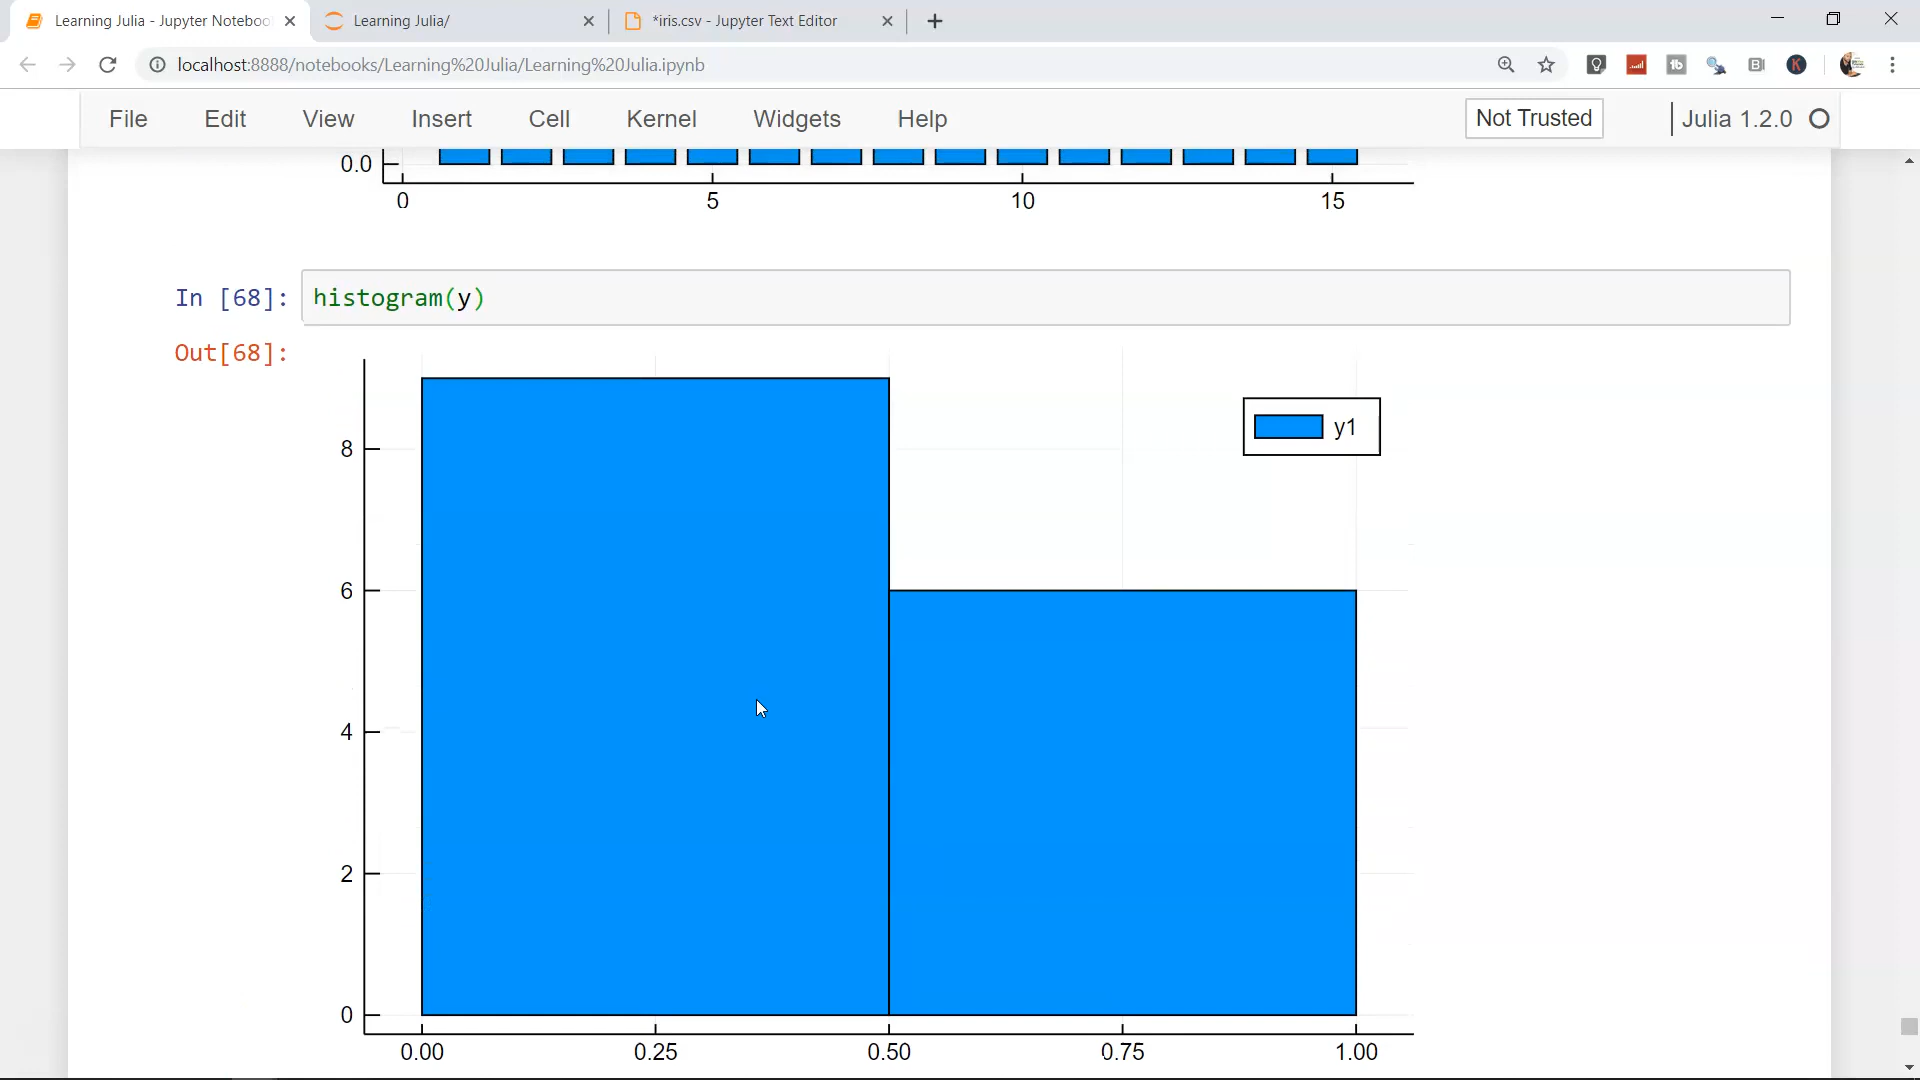 Learning Julia - Jupyter Noteboo
Learning Julia/
*iris.csv - Jupyter Text Editor
localhost:8888/notebooks/Learning%20Julia/Learning%20Julia.ipynb
File Edit View Insert Cell Kernel Widgets Help Not Trusted Julia 1.2.0
0.0
0 5 10 15
In [68]: histogram(y)
Out[68]:
y1
8
6
4
2
0
0.00 0.25 0.50 0.75 1.00